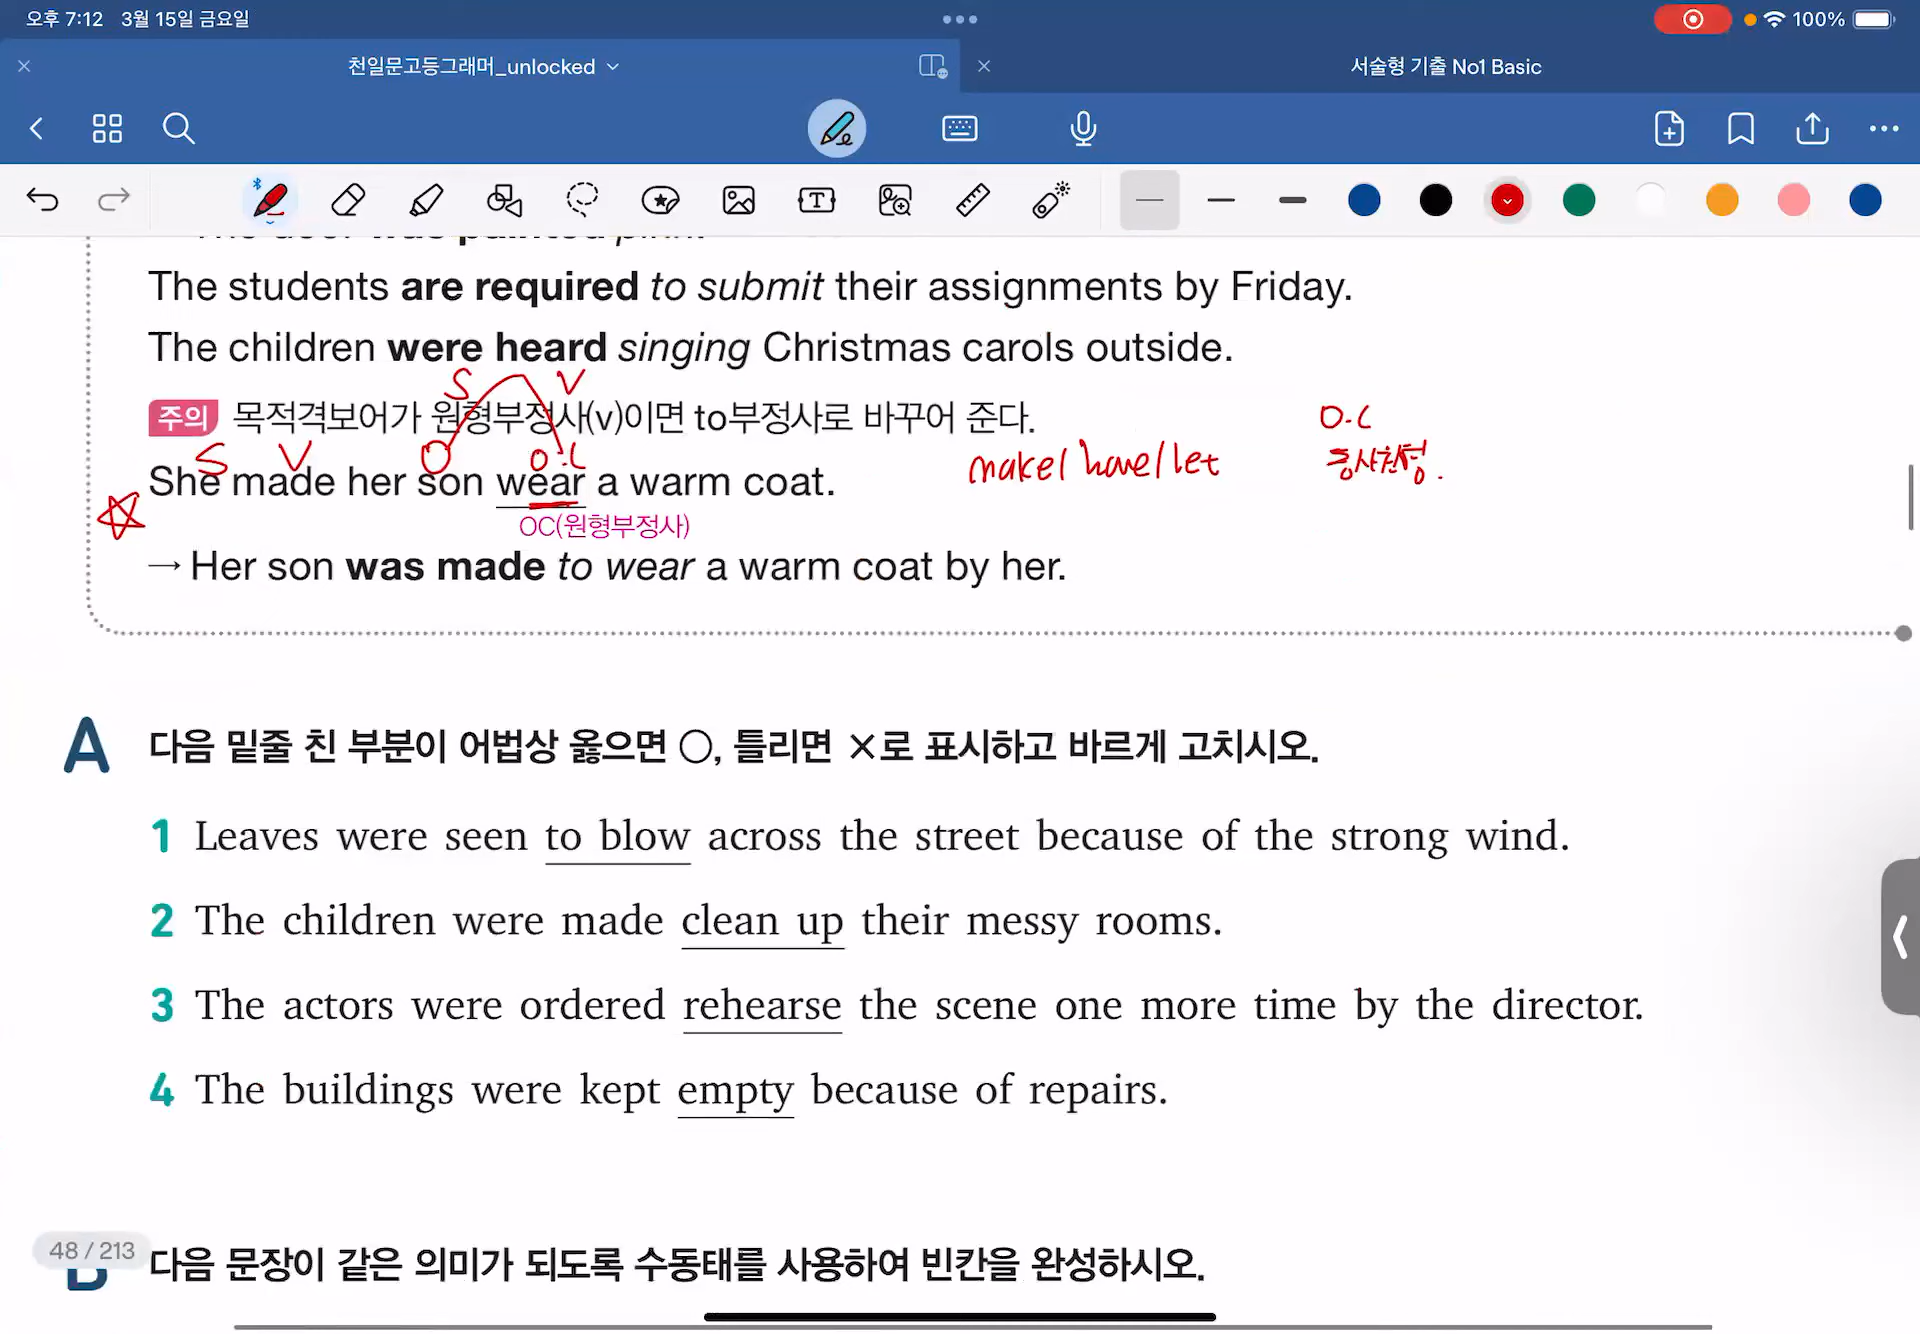 오후 7:12 3월 15일 금요일
100%
천일문고등그래머_unlocked
서술형 기출 No1 Basic
The door was painted pink.
The students are required to submit their assignments by Friday.
The children were heard singing Christmas carols outside.
S V
주의 목적격보어가 원형부정사(v)이면 to부정사로 바꾸어 준다.
O.C
S V O O.C
make/ have/ let
동사원형.
She made her son wear a warm coat.
OC(원형부정사)
→ Her son was made to wear a warm coat by her.
A 다음 밑줄 친 부분이 어법상 옳으면 ○, 틀리면 ×로 표시하고 바르게 고치시오.
1 Leaves were seen to blow across the street because of the strong wind.
2 The children were made clean up their messy rooms.
3 The actors were ordered rehearse the scene one more time by the director.
4 The buildings were kept empty because of repairs.
48 / 213
B 다음 문장이 같은 의미가 되도록 수동태를 사용하여 빈칸을 완성하시오.